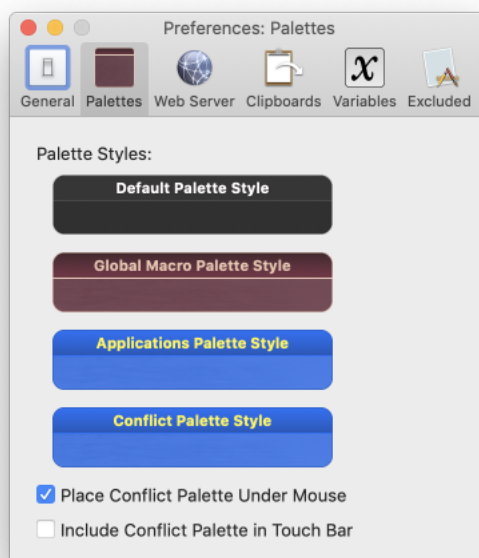 Preferences: Palettes
General Palettes Web Server Clipboards Variables Excluded
Palette Styles:
Default Palette Style
Global Macro Palette Style
Applications Palette Style
Conflict Palette Style
Place Conflict Palette Under Mouse
Include Conflict Palette in Touch Bar